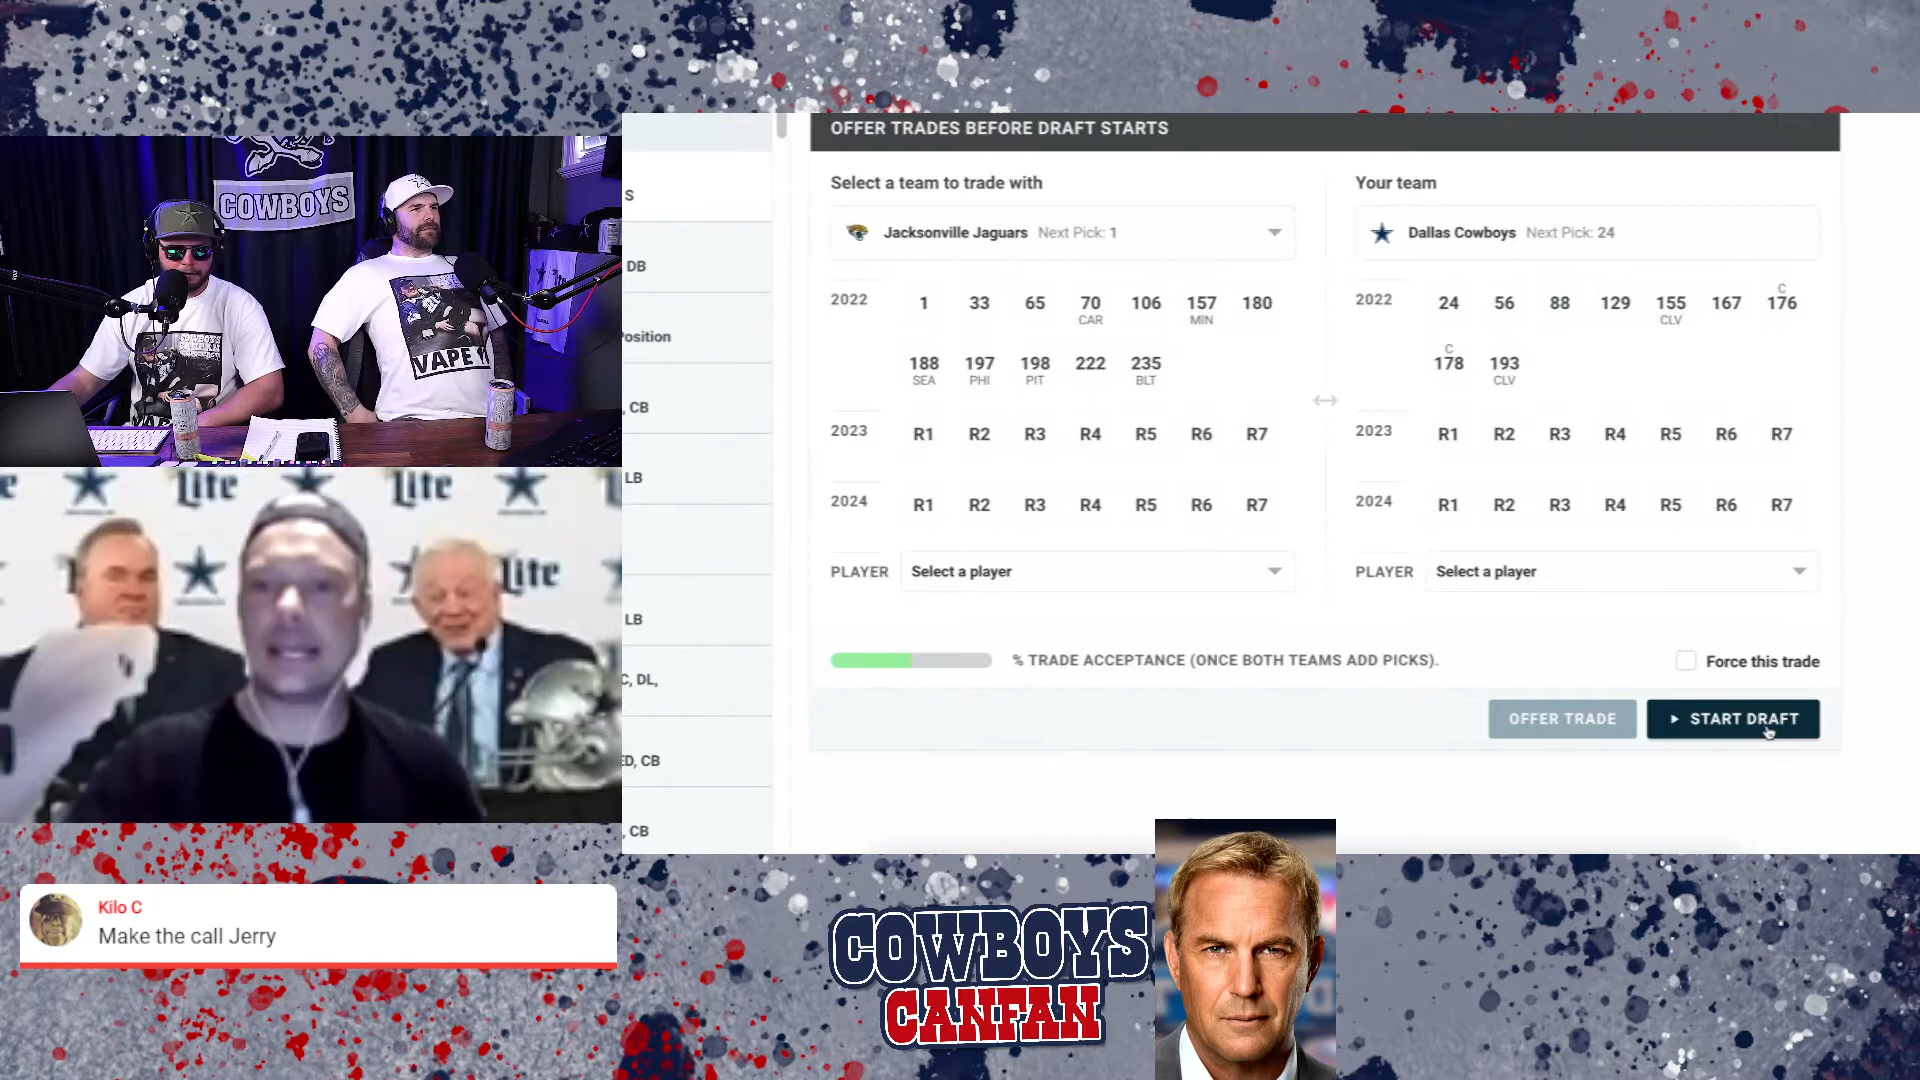 COWBOYS
COWBOYS
VAPE
VA
Lite
Lite
Lite
S
DB
Position
, CB
LB
LB
C, DL,
ED, CB
, CB
OFFER TRADES BEFORE DRAFT STARTS
Select a team to trade with
Jacksonville Jaguars Next Pick: 1
2022 1 33 65 70 106 157 180
CAR MIN
188 197 198 222 235
SEA PHI PIT BLT
2023 R1 R2 R3 R4 R5 R6 R7
2024 R1 R2 R3 R4 R5 R6 R7
PLAYER Select a player
Your team
Dallas Cowboys Next Pick: 24
C
2022 24 56 88 129 155 167 176
CLV
C
178 193
CLV
2023 R1 R2 R3 R4 R5 R6 R7
2024 R1 R2 R3 R4 R5 R6 R7
PLAYER Select a player
% TRADE ACCEPTANCE (ONCE BOTH TEAMS ADD PICKS).
Force this trade
OFFER TRADE
START DRAFT
Kilo C
Make the call Jerry
COWBOYS
CANFAN